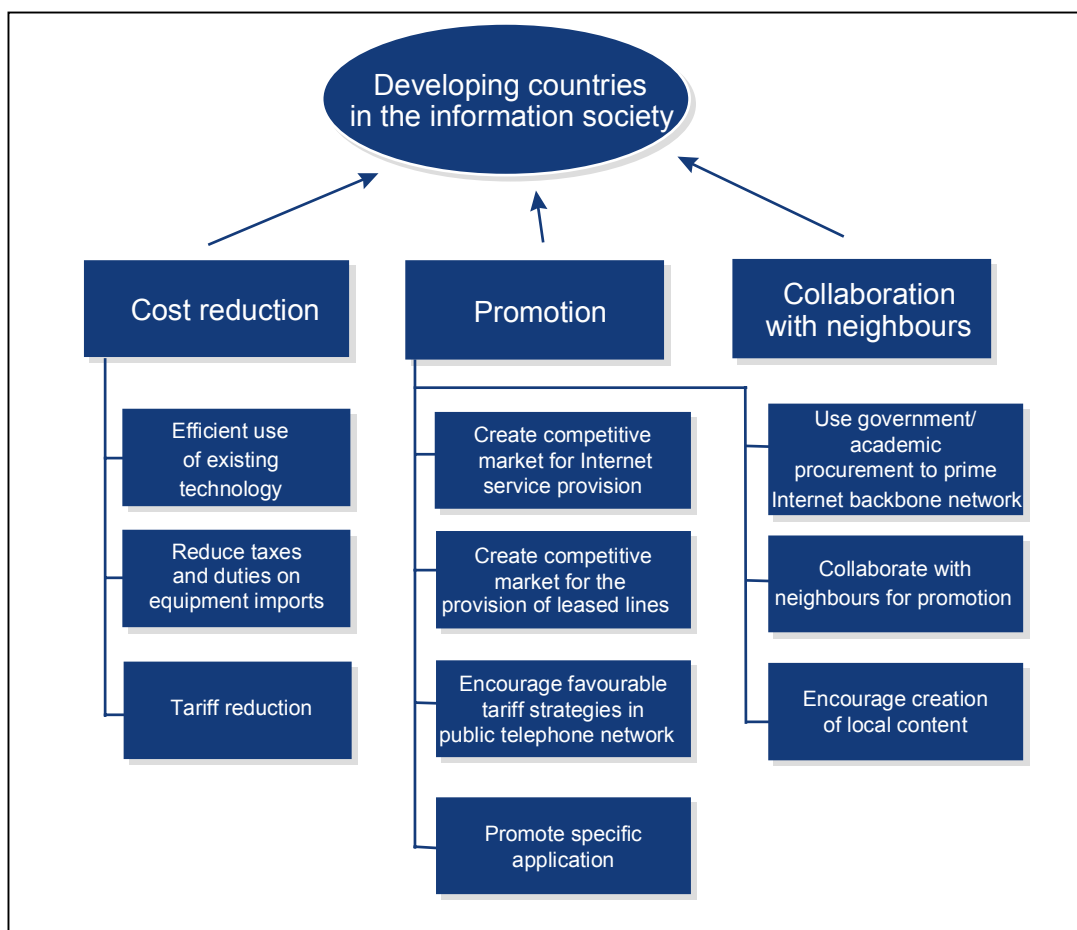 Developing countries
in the information society
Cost reduction
Promotion
Collaboration
with neighbours
Efficient use
of existing
technology
Reduce taxes
and duties on
equipment imports
Tariff reduction
Create competitive
market for Internet
service provision
Create competitive
market for the
provision of leased lines
Encourage favourable
tariff strategies in
public telephone network
Promote specific
application
Use government/
academic
procurement to prime
Internet backbone network
Collaborate with
neighbours for promotion
Encourage creation
of local content